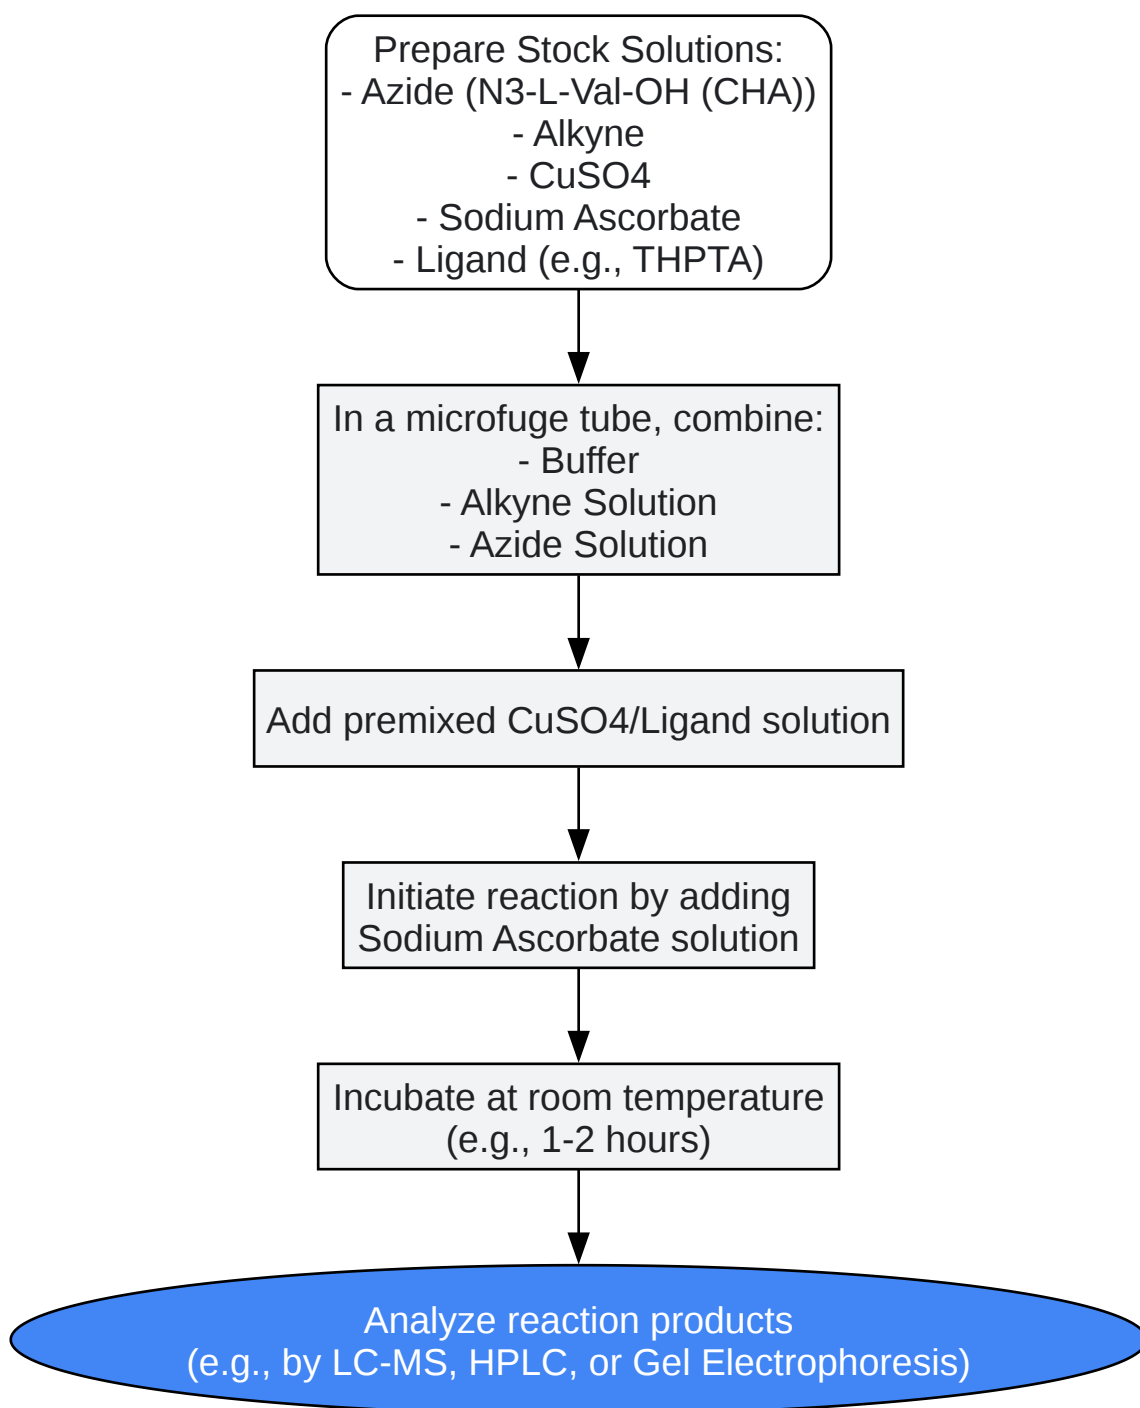 Prepare Stock Solutions:
- Azide (N3-L-Val-OH (CHA))
- Alkyne
- CuSO4
- Sodium Ascorbate
- Ligand (e.g., THPTA)
In a microfuge tube, combine:
- Buffer
- Alkyne Solution
- Azide Solution
Add premixed CuSO4/Ligand solution
Initiate reaction by adding
Sodium Ascorbate solution
Incubate at room temperature
(e.g., 1-2 hours)
Analyze reaction products
(e.g., by LC-MS, HPLC, or Gel Electrophoresis)